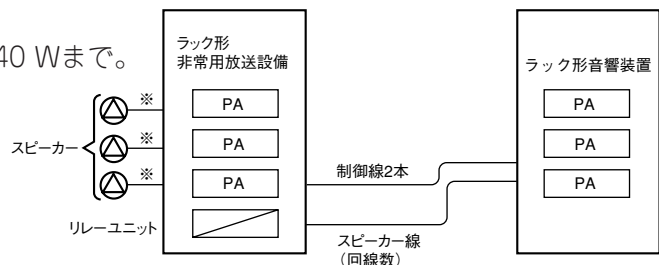 40 Wまで。
ラック形
非常用放送設備
ラック形音響装置
※
PA
PA
※
PA
PA
スピーカー
※
PA
PA
制御線2本
リレーユニット
スピーカー線
(回線数)